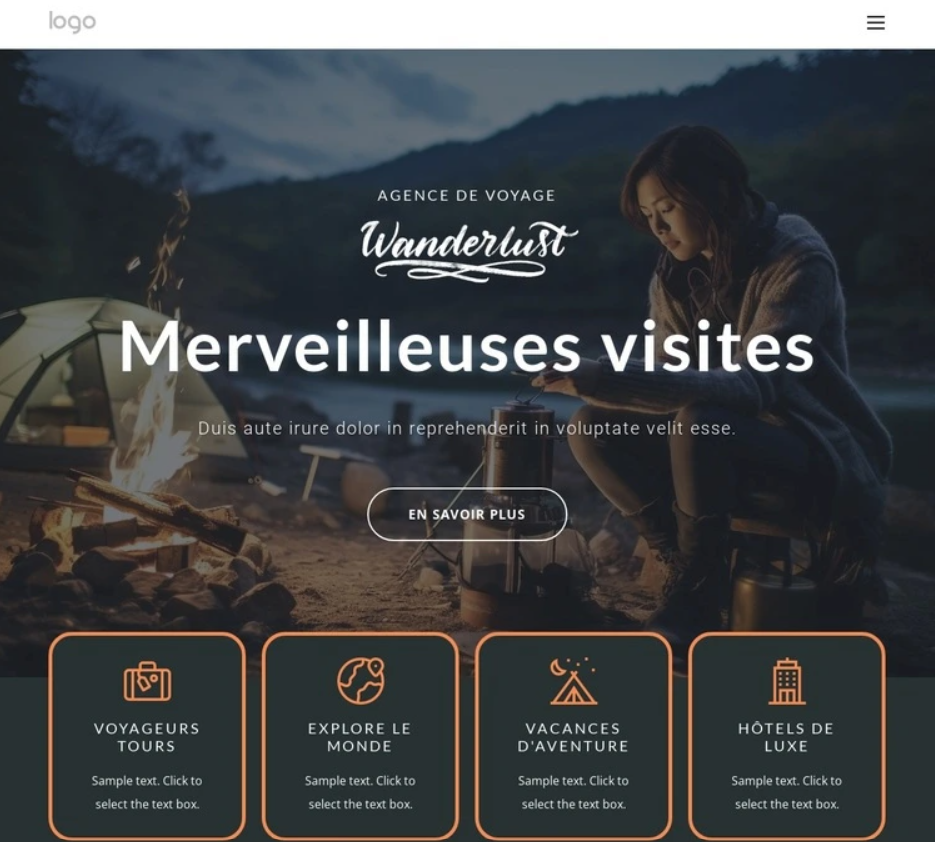 logo
AGENCE DE VOYAGE
Wanderlust
Merveilleuses visites
Duis aute irure dolor in reprehenderit in voluptate velit esse.
EN SAVOIR PLUS
VOYAGEURS
TOURS
Sample text. Click to
select the text box.
EXPLORE LE
MONDE
Sample text. Click to
select the text box.
VACANCES
D'AVENTURE
Sample text. Click to
select the text box.
HÔTELS DE
LUXE
Sample text. Click to
select the text box.